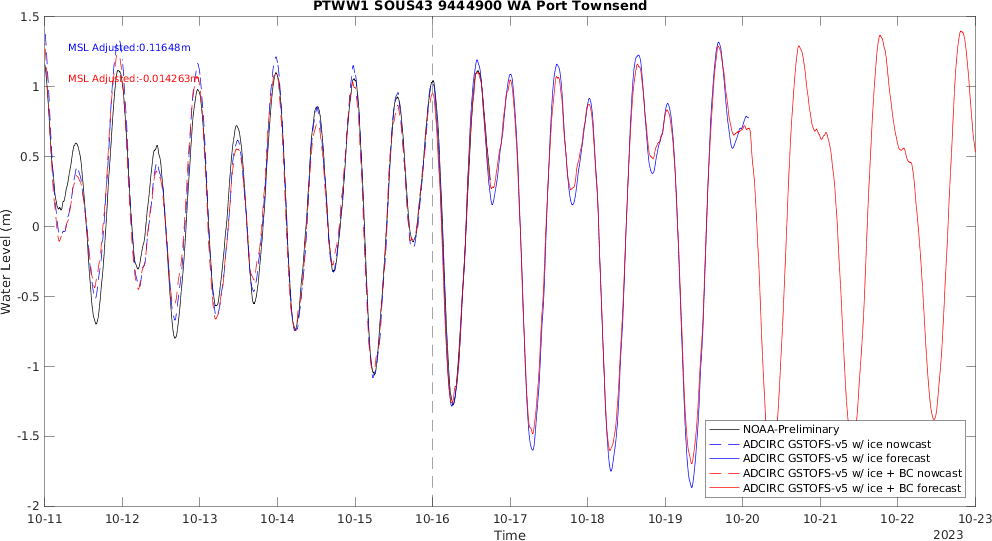 PTWW1 SOUS43 9444900 WA Port Townsend
MSL Adjusted:0.11648m
MSL Adjusted:-0.014263m
Water Level (m)
1.5
1
0.5
0
-0.5
-1
-1.5
-2
NOAA-Preliminary
ADCIRC GSTOFS-v5 w/ ice nowcast
ADCIRC GSTOFS-v5 w/ ice forecast
ADCIRC GSTOFS-v5 w/ice + BC nowcast
ADCIRC GSTOFS-v5 w/ice + BC forecast
10-11 10-12 10-13 10-14 10-15 10-16 10-17 10-18 10-19 10-20 10-21 10-22 10-23
Time
2023